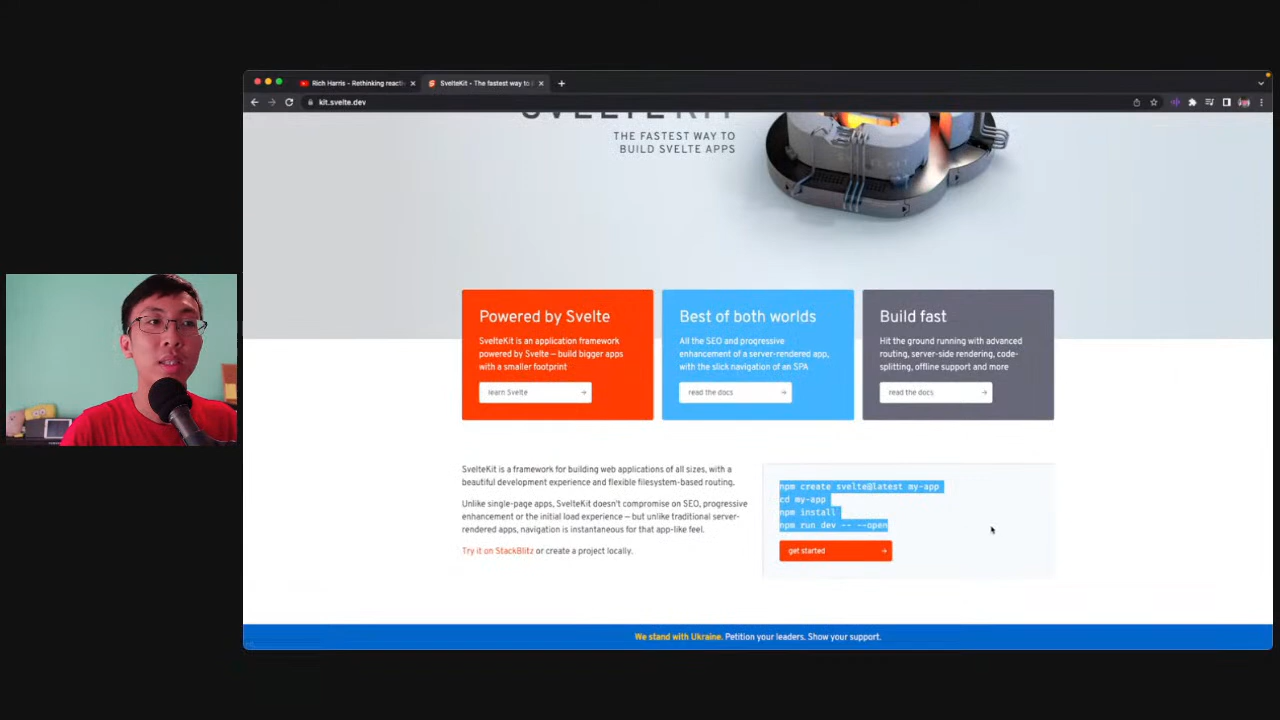 Rich Harris - Rethinking reacti
SvelteKit - The fastest way to
kit.svelte.dev
SVELTE KIT
THE FASTEST WAY TO
BUILD SVELTE APPS
SVELTE KIT
Powered by Svelte
SvelteKit is an application framework
powered by Svelte — build bigger apps
with a smaller footprint
learn Svelte
Best of both worlds
All the SEO and progressive
enhancement of a server-rendered app,
with the slick navigation of an SPA
read the docs
Build fast
Hit the ground running with advanced
routing, server-side rendering, code-
splitting, offline support and more
read the docs
SvelteKit is a framework for building web applications of all sizes, with a
beautiful development experience and flexible filesystem-based routing.
Unlike single-page apps, SvelteKit doesn't compromise on SEO, progressive
enhancement or the initial load experience — but unlike traditional server-
rendered apps, navigation is instantaneous for that app-like feel.
Try it on StackBlitz or create a project locally.
npm create svelte@latest my-app
cd my-app
npm install
npm run dev -- --open
get started
We stand with Ukraine. Petition your leaders. Show your support.